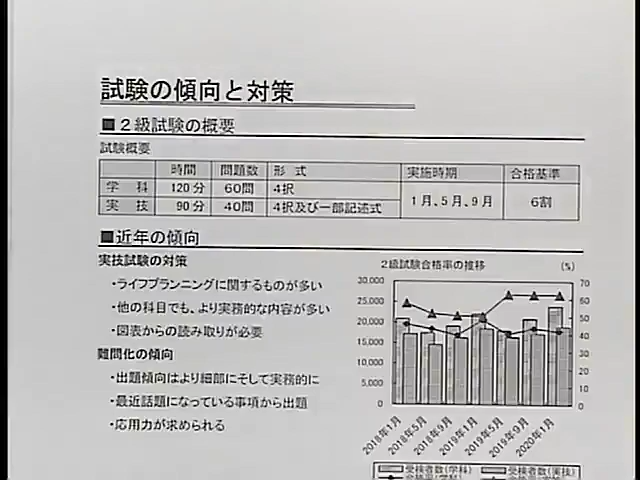 試験の傾向と対策
■2級試験の概要
試験概要
時間 問題数 形 式 実施時期 合格基準
学 科 120分 60問 4択 1月、5月、9月 6割
実 技 90分 40問 4択及び一部記述式
■近年の傾向
実技試験の対策
・ライフプランニングに関するものが多い
・他の科目でも、より実務的な内容が多い
・図表からの読み取りが必要
難問化の傾向
・出題傾向はより細部にそして実務的に
・最近話題になっている事項から出題
・応用力が求められる
2級試験合格率の推移 (%)
30,000
25,000
20,000
15,000
10,000
5,000
0
70
60
50
40
30
20
10
0
2018年1月 2018年5月 2018年9月 2019年1月 2019年5月 2019年9月 2020年1月
受検者数(学科) 受検者数(実技)